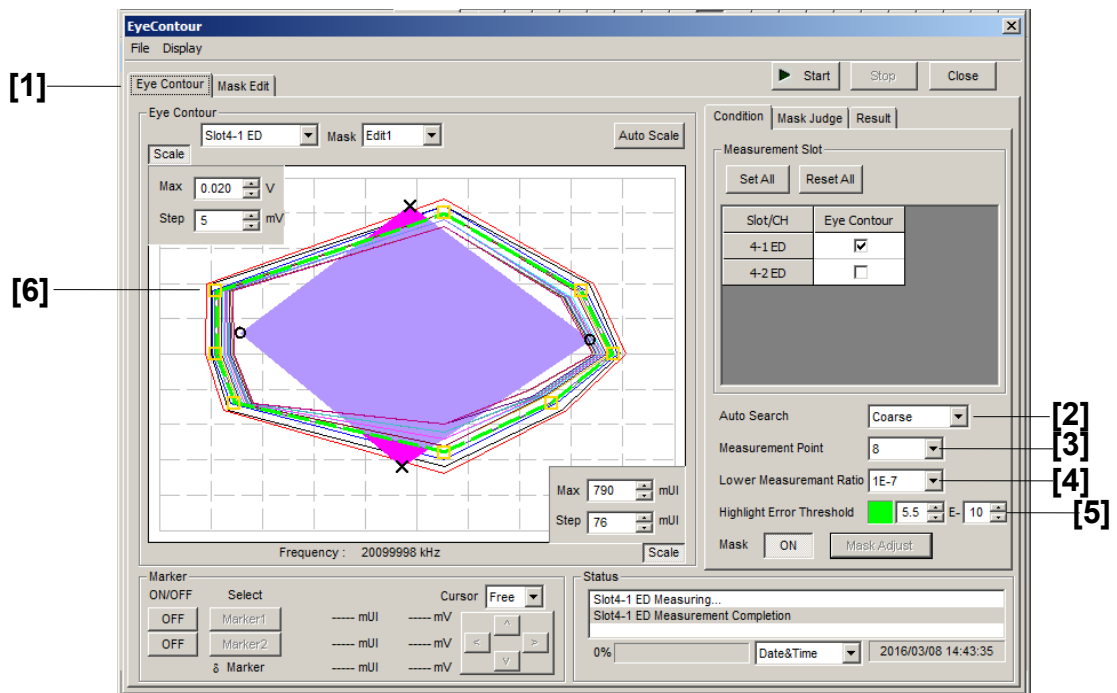 EyeContour
File Display
[1]
Eye Contour Mask Edit
Start Stop Close
Eye Contour
Slot4-1 ED Mask Edit1 Auto Scale
Scale
Max 0.020 V
Step 5 mV
[6]
Max 790 mUI
Step 76 mUI
Frequency : 20099998 kHz
Scale
Condition Mask Judge Result
Measurement Slot
Set All Reset All
Slot/CH Eye Contour
4-1 ED
4-2 ED
Auto Search Coarse [2]
Measurement Point 8 [3]
Lower Measuremant Ratio 1E-7 [4]
Highlight Error Threshold 5.5 E- 10 [5]
Mask ON Mask Adjust
Marker
ON/OFF Select Cursor Free
OFF Marker1 ----- mUI ----- mV
OFF Marker2 ----- mUI ----- mV
δ Marker ----- mUI ----- mV
^
< >
v
Status
Slot4-1 ED Measuring...
Slot4-1 ED Measurement Completion
0% Date&Time 2016/03/08 14:43:35